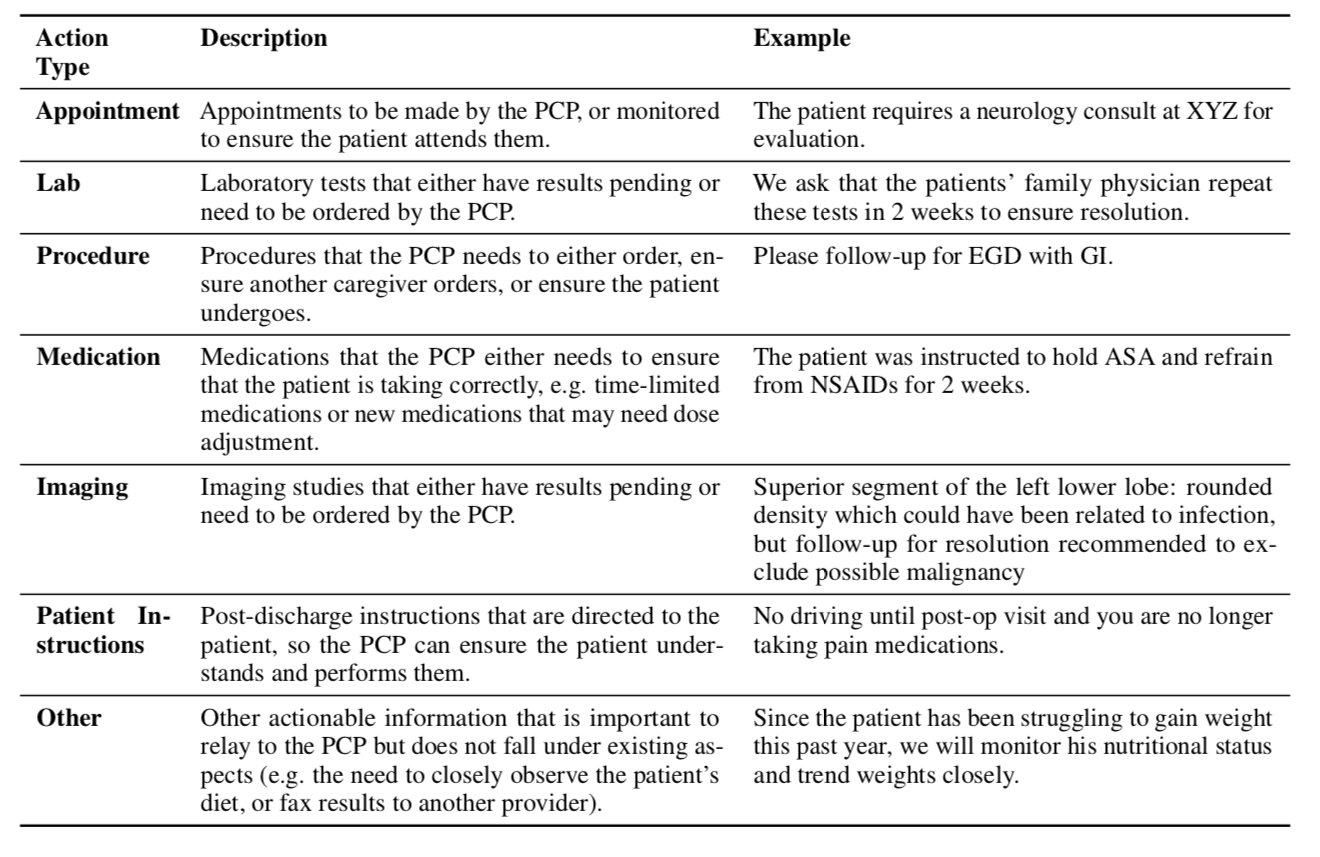 Action Type
Description
Example
Appointment
Appointments to be made by the PCP, or monitored
to ensure the patient attends them.
The patient requires a neurology consult at XYZ for
evaluation.
Lab
Laboratory tests that either have results pending or
need to be ordered by the PCP.
We ask that the patients’ family physician repeat
these tests in 2 weeks to ensure resolution.
Procedure
Procedures that the PCP needs to either order, en-
sure another caregiver orders, or ensure the patient
undergoes.
Please follow-up for EGD with GI.
Medication
Medications that the PCP either needs to ensure
that the patient is taking correctly, e.g. time-limited
medications or new medications that may need dose
adjustment.
The patient was instructed to hold ASA and refrain
from NSAIDs for 2 weeks.
Imaging
Imaging studies that either have results pending or
need to be ordered by the PCP.
Superior segment of the left lower lobe: rounded
density which could have been related to infection,
but follow-up for resolution recommended to ex-
clude possible malignancy
Patient In-
structions
Post-discharge instructions that are directed to the
patient, so the PCP can ensure the patient under-
stands and performs them.
No driving until post-op visit and you are no longer
taking pain medications.
Other
Other actionable information that is important to
relay to the PCP but does not fall under existing as-
pects (e.g. the need to closely observe the patient’s
diet, or fax results to another provider).
Since the patient has been struggling to gain weight
this past year, we will monitor his nutritional status
and trend weights closely.